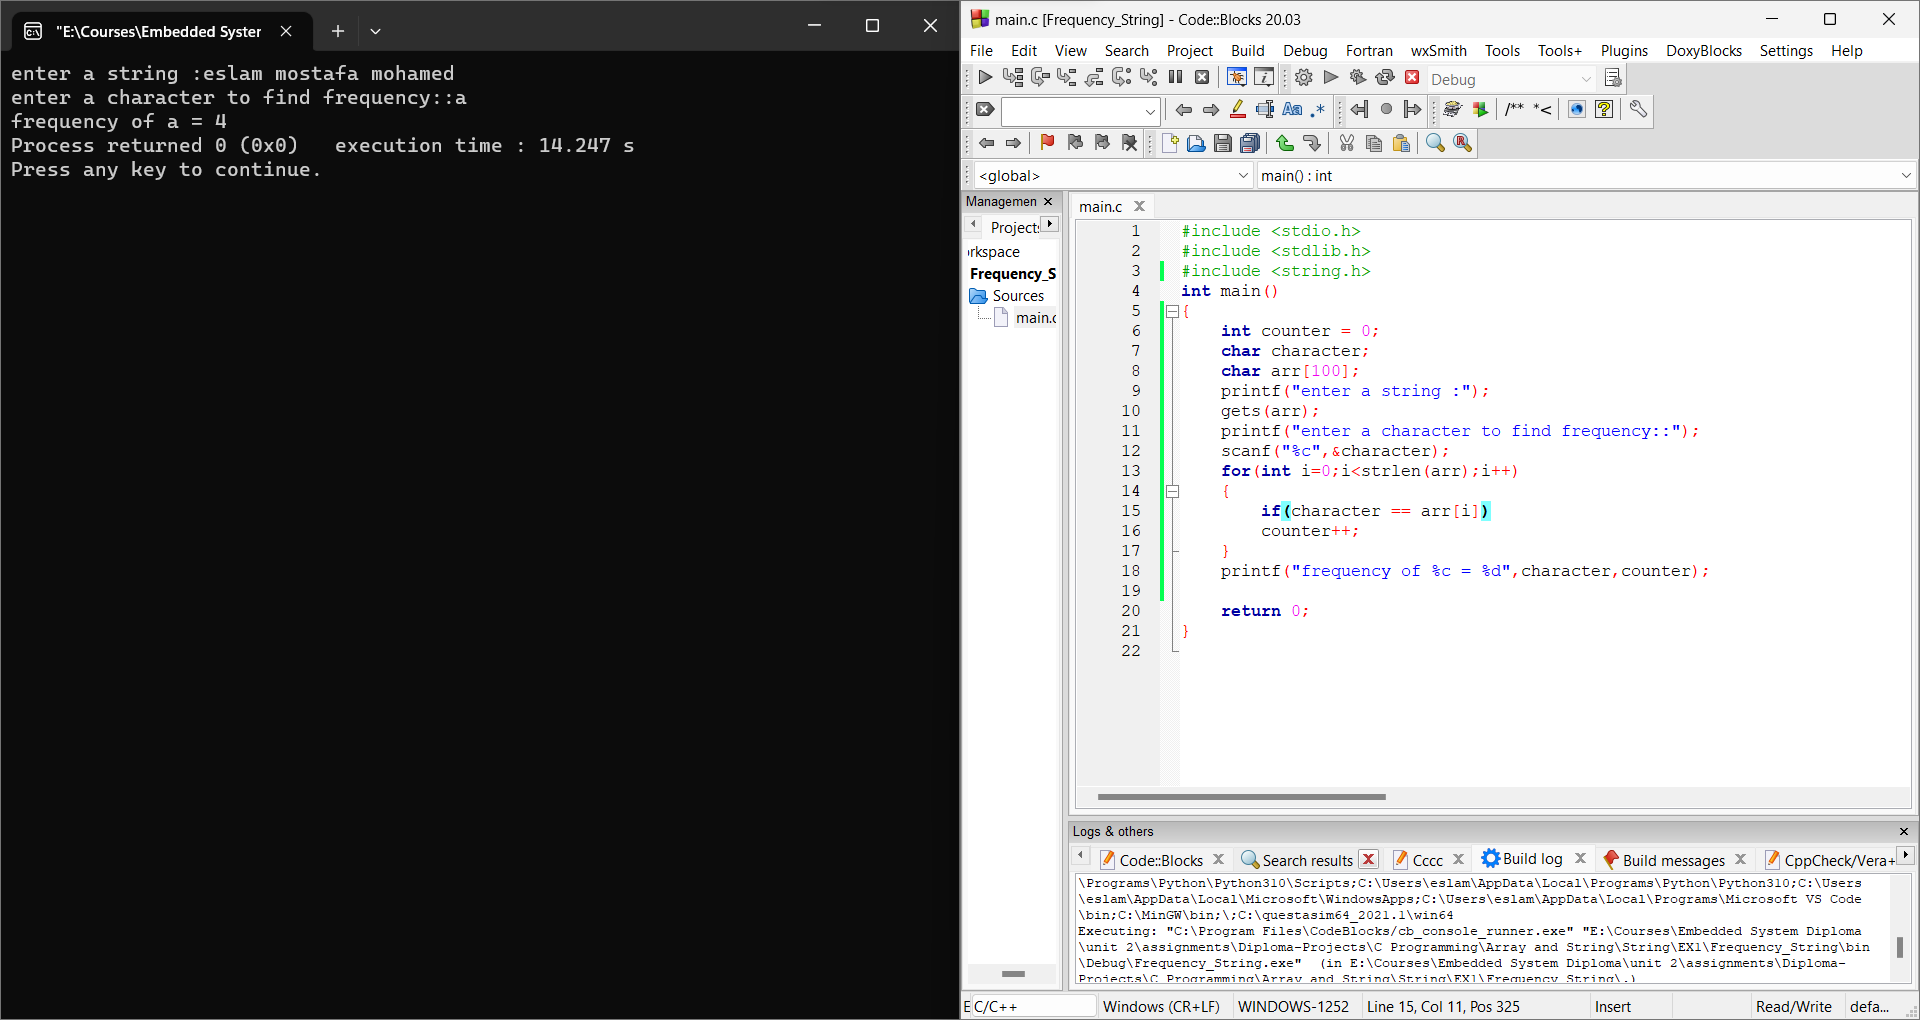 "E:\Courses\Embedded Syster
enter a string :eslam mostafa mohamed
enter a character to find frequency::a
frequency of a = 4
Process returned 0 (0x0)   execution time : 14.247 s
Press any key to continue.
main.c [Frequency_String] - Code::Blocks 20.03
File Edit View Search Project Build Debug Fortran wxSmith Tools Tools+ Plugins DoxyBlocks Settings Help
Debug
Aa .* /** *<
<global> main() : int
Managemen
Projects
rkspace
Frequency_S
Sources
main.c
main.c
1 #include <stdio.h>
2 #include <stdlib.h>
3 #include <string.h>
4 int main()
5 {
6     int counter = 0;
7     char character;
8     char arr[100];
9     printf("enter a string :");
10     gets(arr);
11     printf("enter a character to find frequency::");
12     scanf("%c",&character);
13     for(int i=0;i<strlen(arr);i++)
14     {
15         if(character == arr[i])
16         counter++;
17     }
18     printf("frequency of %c = %d",character,counter);
19
20     return 0;
21 }
22
Logs & others
Code::Blocks Search results Cccc Build log Build messages CppCheck/Vera+
\Programs\Python\Python310\Scripts;C:\Users\eslam\AppData\Local\Programs\Python\Python310;C:\Users
\eslam\AppData\Local\Microsoft\WindowsApps;C:\Users\eslam\AppData\Local\Programs\Microsoft VS Code
\bin;C:\MinGW\bin;\;C:\questasim64_2021.1\win64
Executing: "C:\Program Files\CodeBlocks/cb_console_runner.exe" "E:\Courses\Embedded System Diploma
\unit 2\assignments\Diploma-Projects\C Programming\Array and String\String\EX1\Frequency_String\bin
\Debug\Frequency_String.exe"  (in E:\Courses\Embedded System Diploma\unit 2\assignments\Diploma-
Projects\C Programming\Array and String\String\EX1\Frequency_String\.)
E C/C++ Windows (CR+LF) WINDOWS-1252 Line 15, Col 11, Pos 325 Insert Read/Write defa...